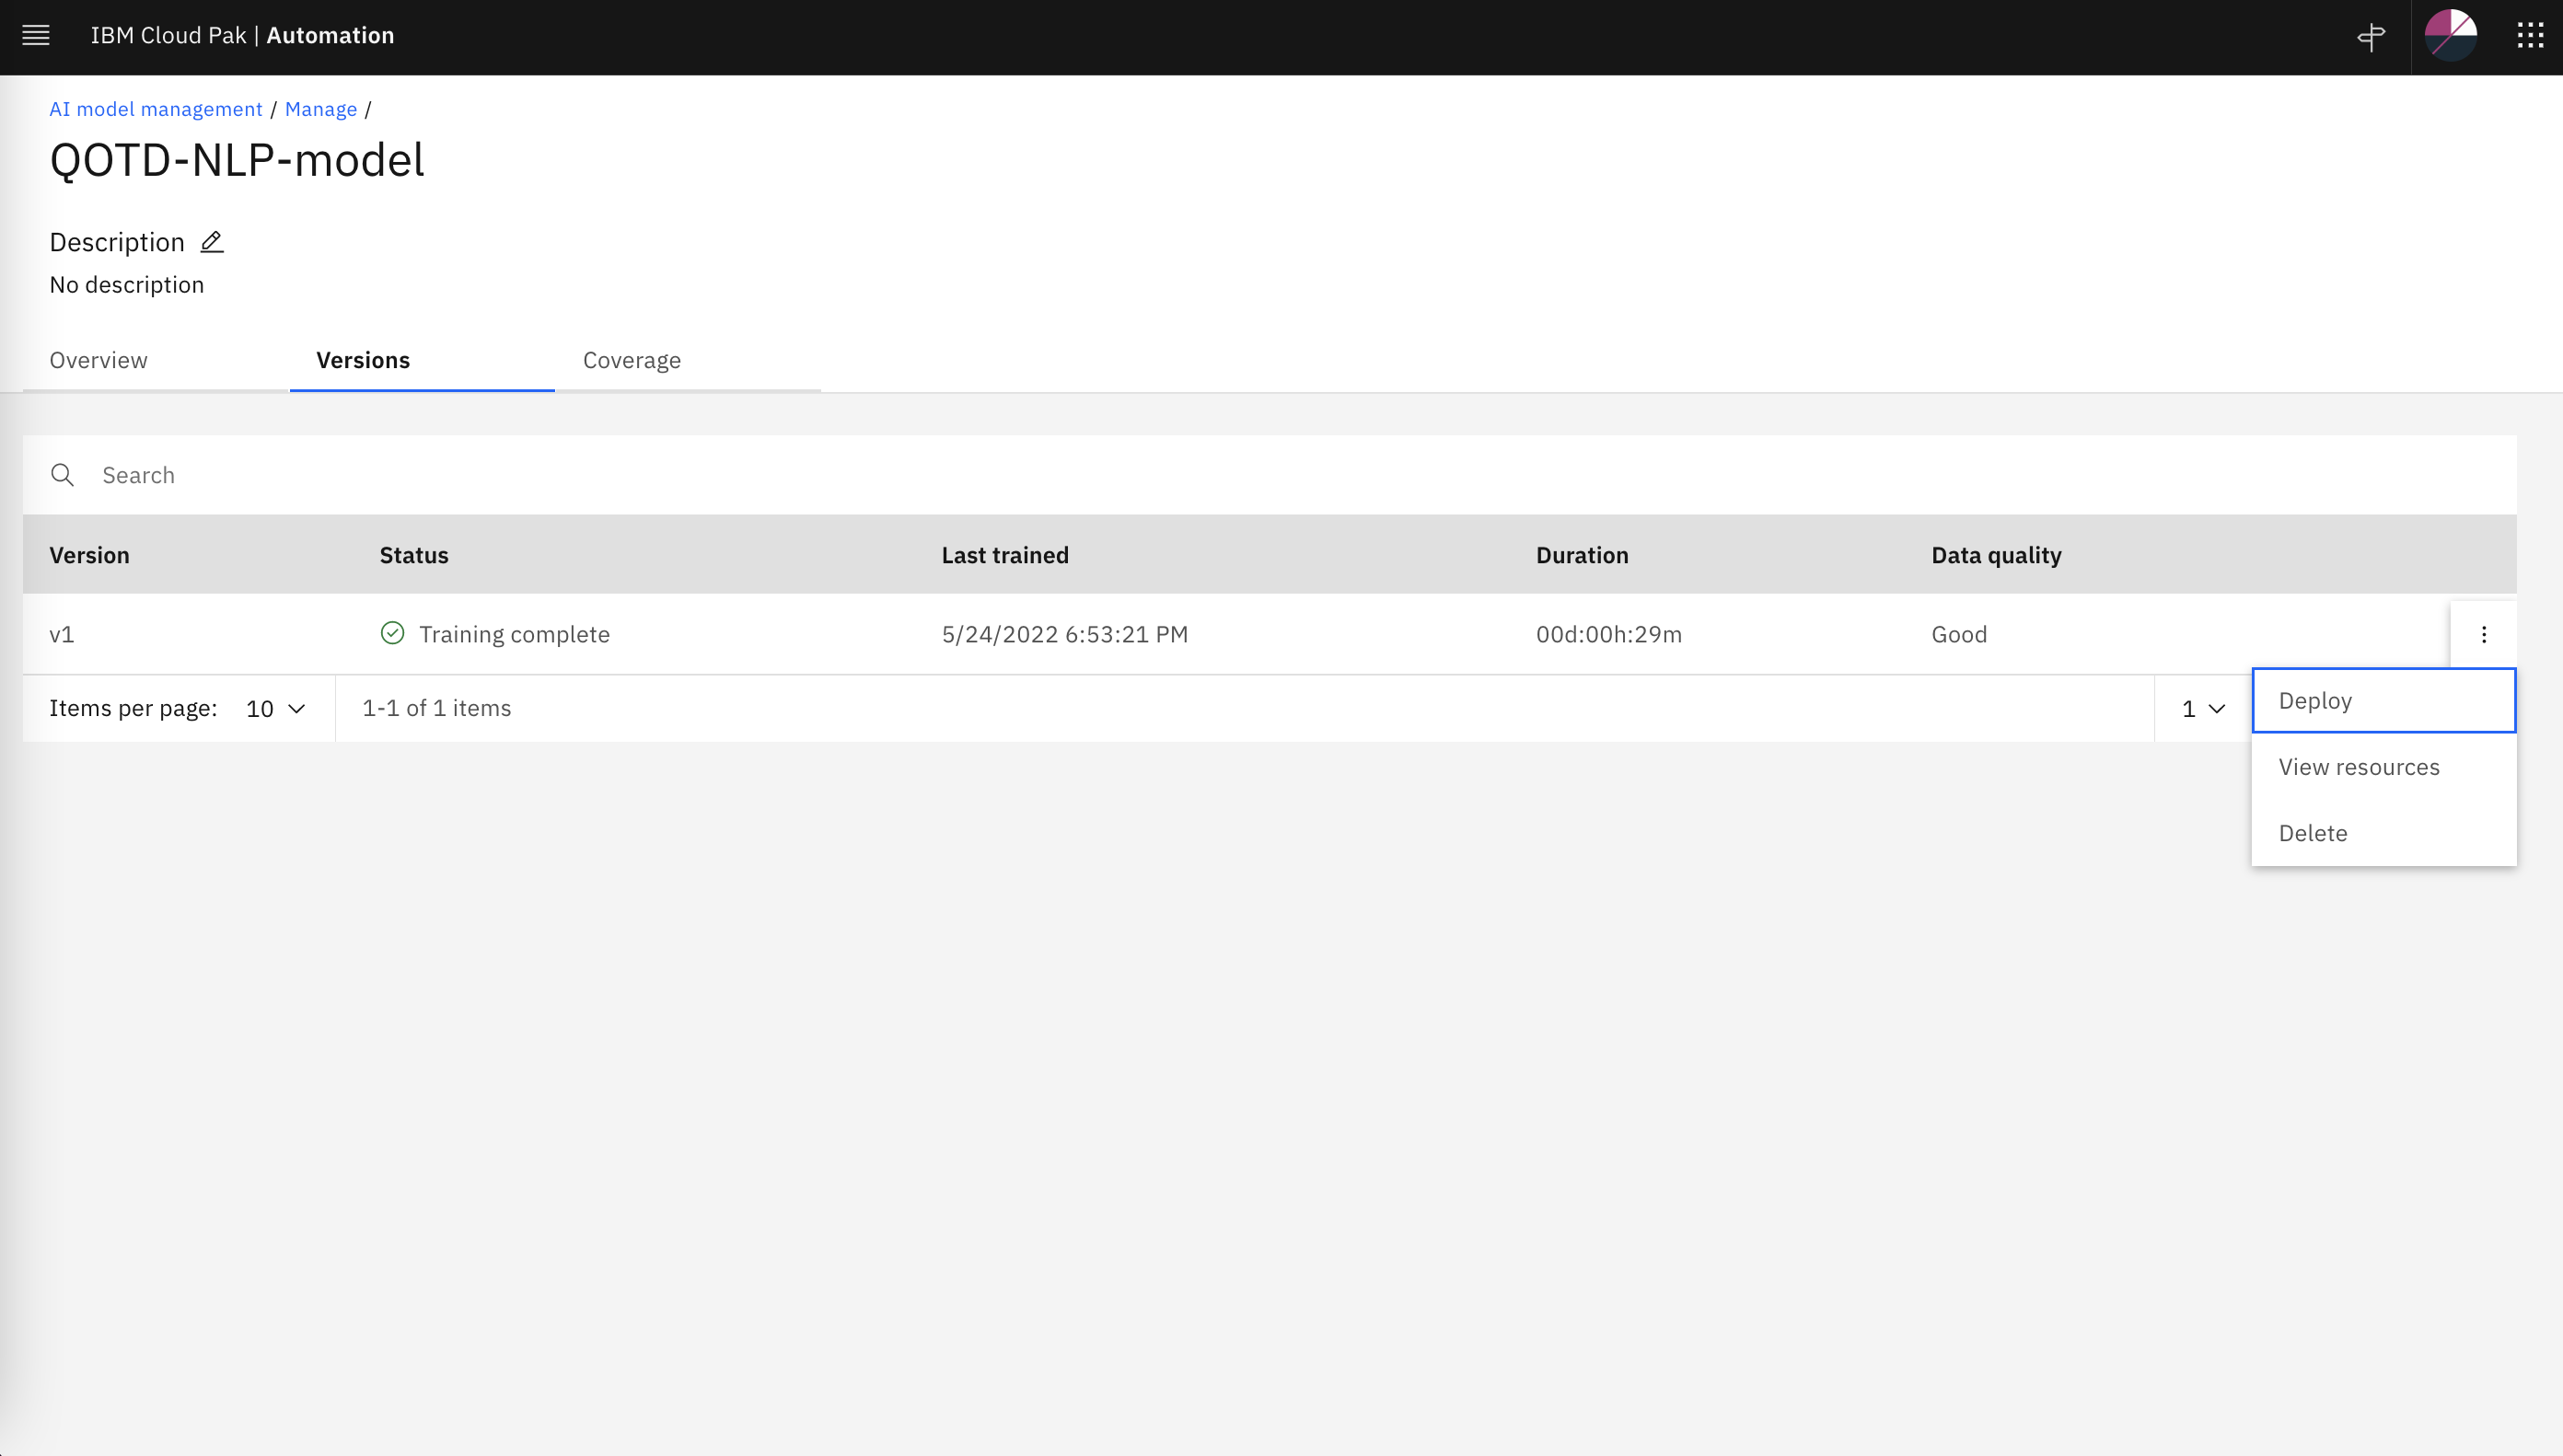 IBM Cloud Pak | Automation
AI model management / Manage /
QOTD-NLP-model
Description
No description
Overview Versions Coverage
Search
Version Status Last trained Duration Data quality
v1 Training complete 5/24/2022 6:53:21 PM 00d:00h:29m Good
Items per page: 10 1-1 of 1 items 1
Deploy
View resources
Delete